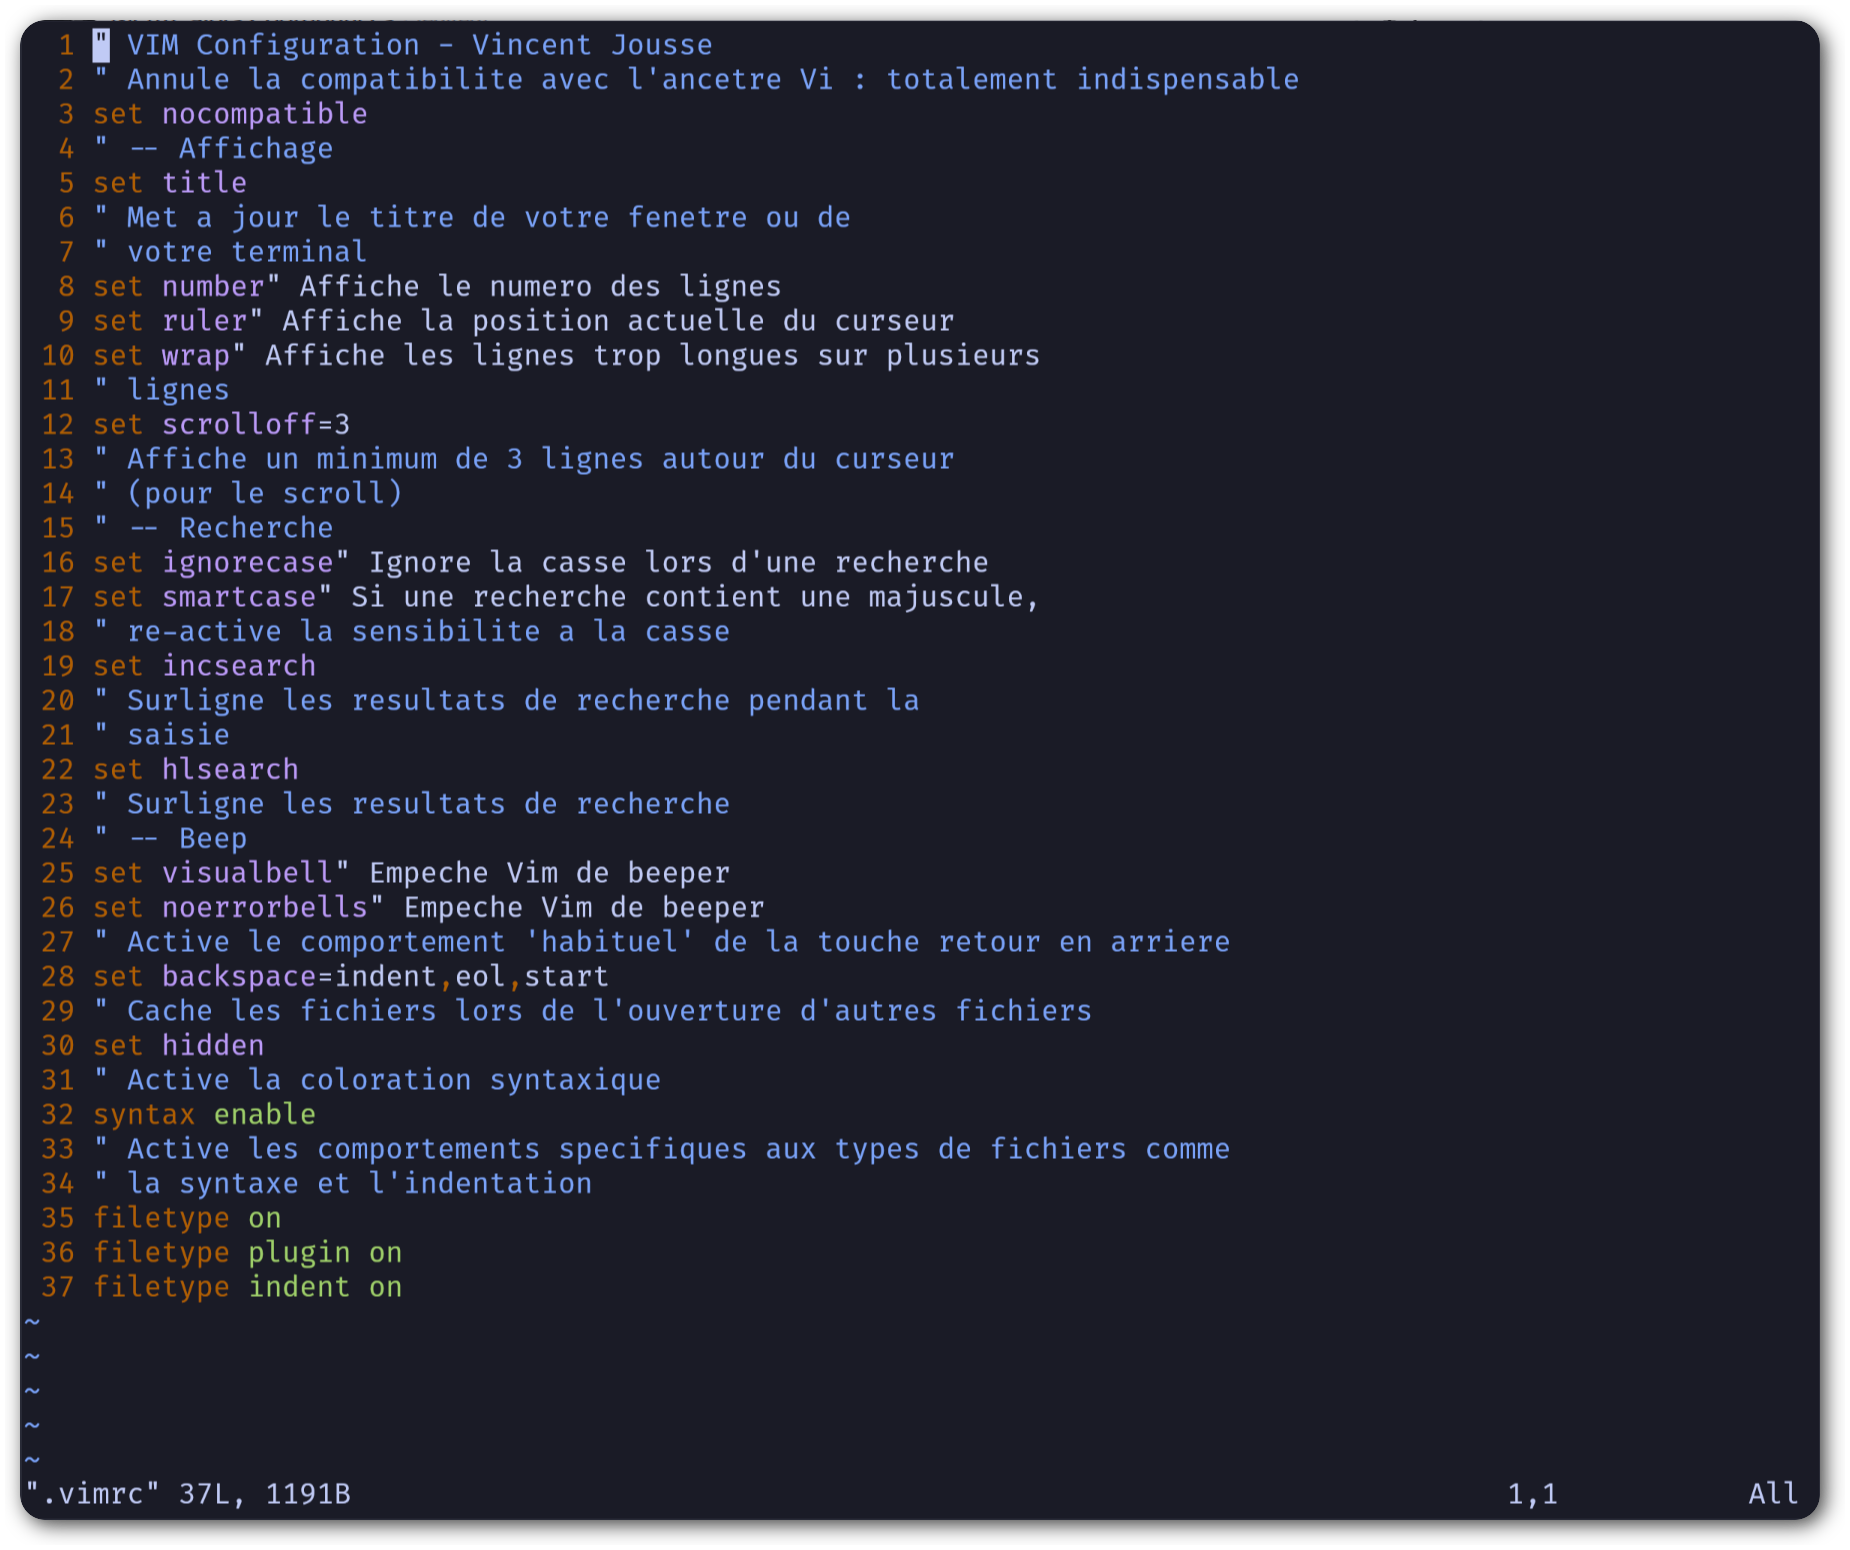 1 " VIM Configuration - Vincent Jousse
2 " Annule la compatibilite avec l'ancetre Vi : totalement indispensable
3 set nocompatible
4 " -- Affichage
5 set title
6 " Met a jour le titre de votre fenetre ou de
7 " votre terminal
8 set number" Affiche le numero des lignes
9 set ruler" Affiche la position actuelle du curseur
10 set wrap" Affiche les lignes trop longues sur plusieurs
11 " lignes
12 set scrolloff=3
13 " Affiche un minimum de 3 lignes autour du curseur
14 " (pour le scroll)
15 " -- Recherche
16 set ignorecase" Ignore la casse lors d'une recherche
17 set smartcase" Si une recherche contient une majuscule,
18 " re-active la sensibilite a la casse
19 set incsearch
20 " Surligne les resultats de recherche pendant la
21 " saisie
22 set hlsearch
23 " Surligne les resultats de recherche
24 " -- Beep
25 set visualbell" Empeche Vim de beeper
26 set noerrorbells" Empeche Vim de beeper
27 " Active le comportement 'habituel' de la touche retour en arriere
28 set backspace=indent,eol,start
29 " Cache les fichiers lors de l'ouverture d'autres fichiers
30 set hidden
31 " Active la coloration syntaxique
32 syntax enable
33 " Active les comportements specifiques aux types de fichiers comme
34 " la syntaxe et l'indentation
35 filetype on
36 filetype plugin on
37 filetype indent on
~
~
~
~
~
".vimrc" 37L, 1191B 1,1 All